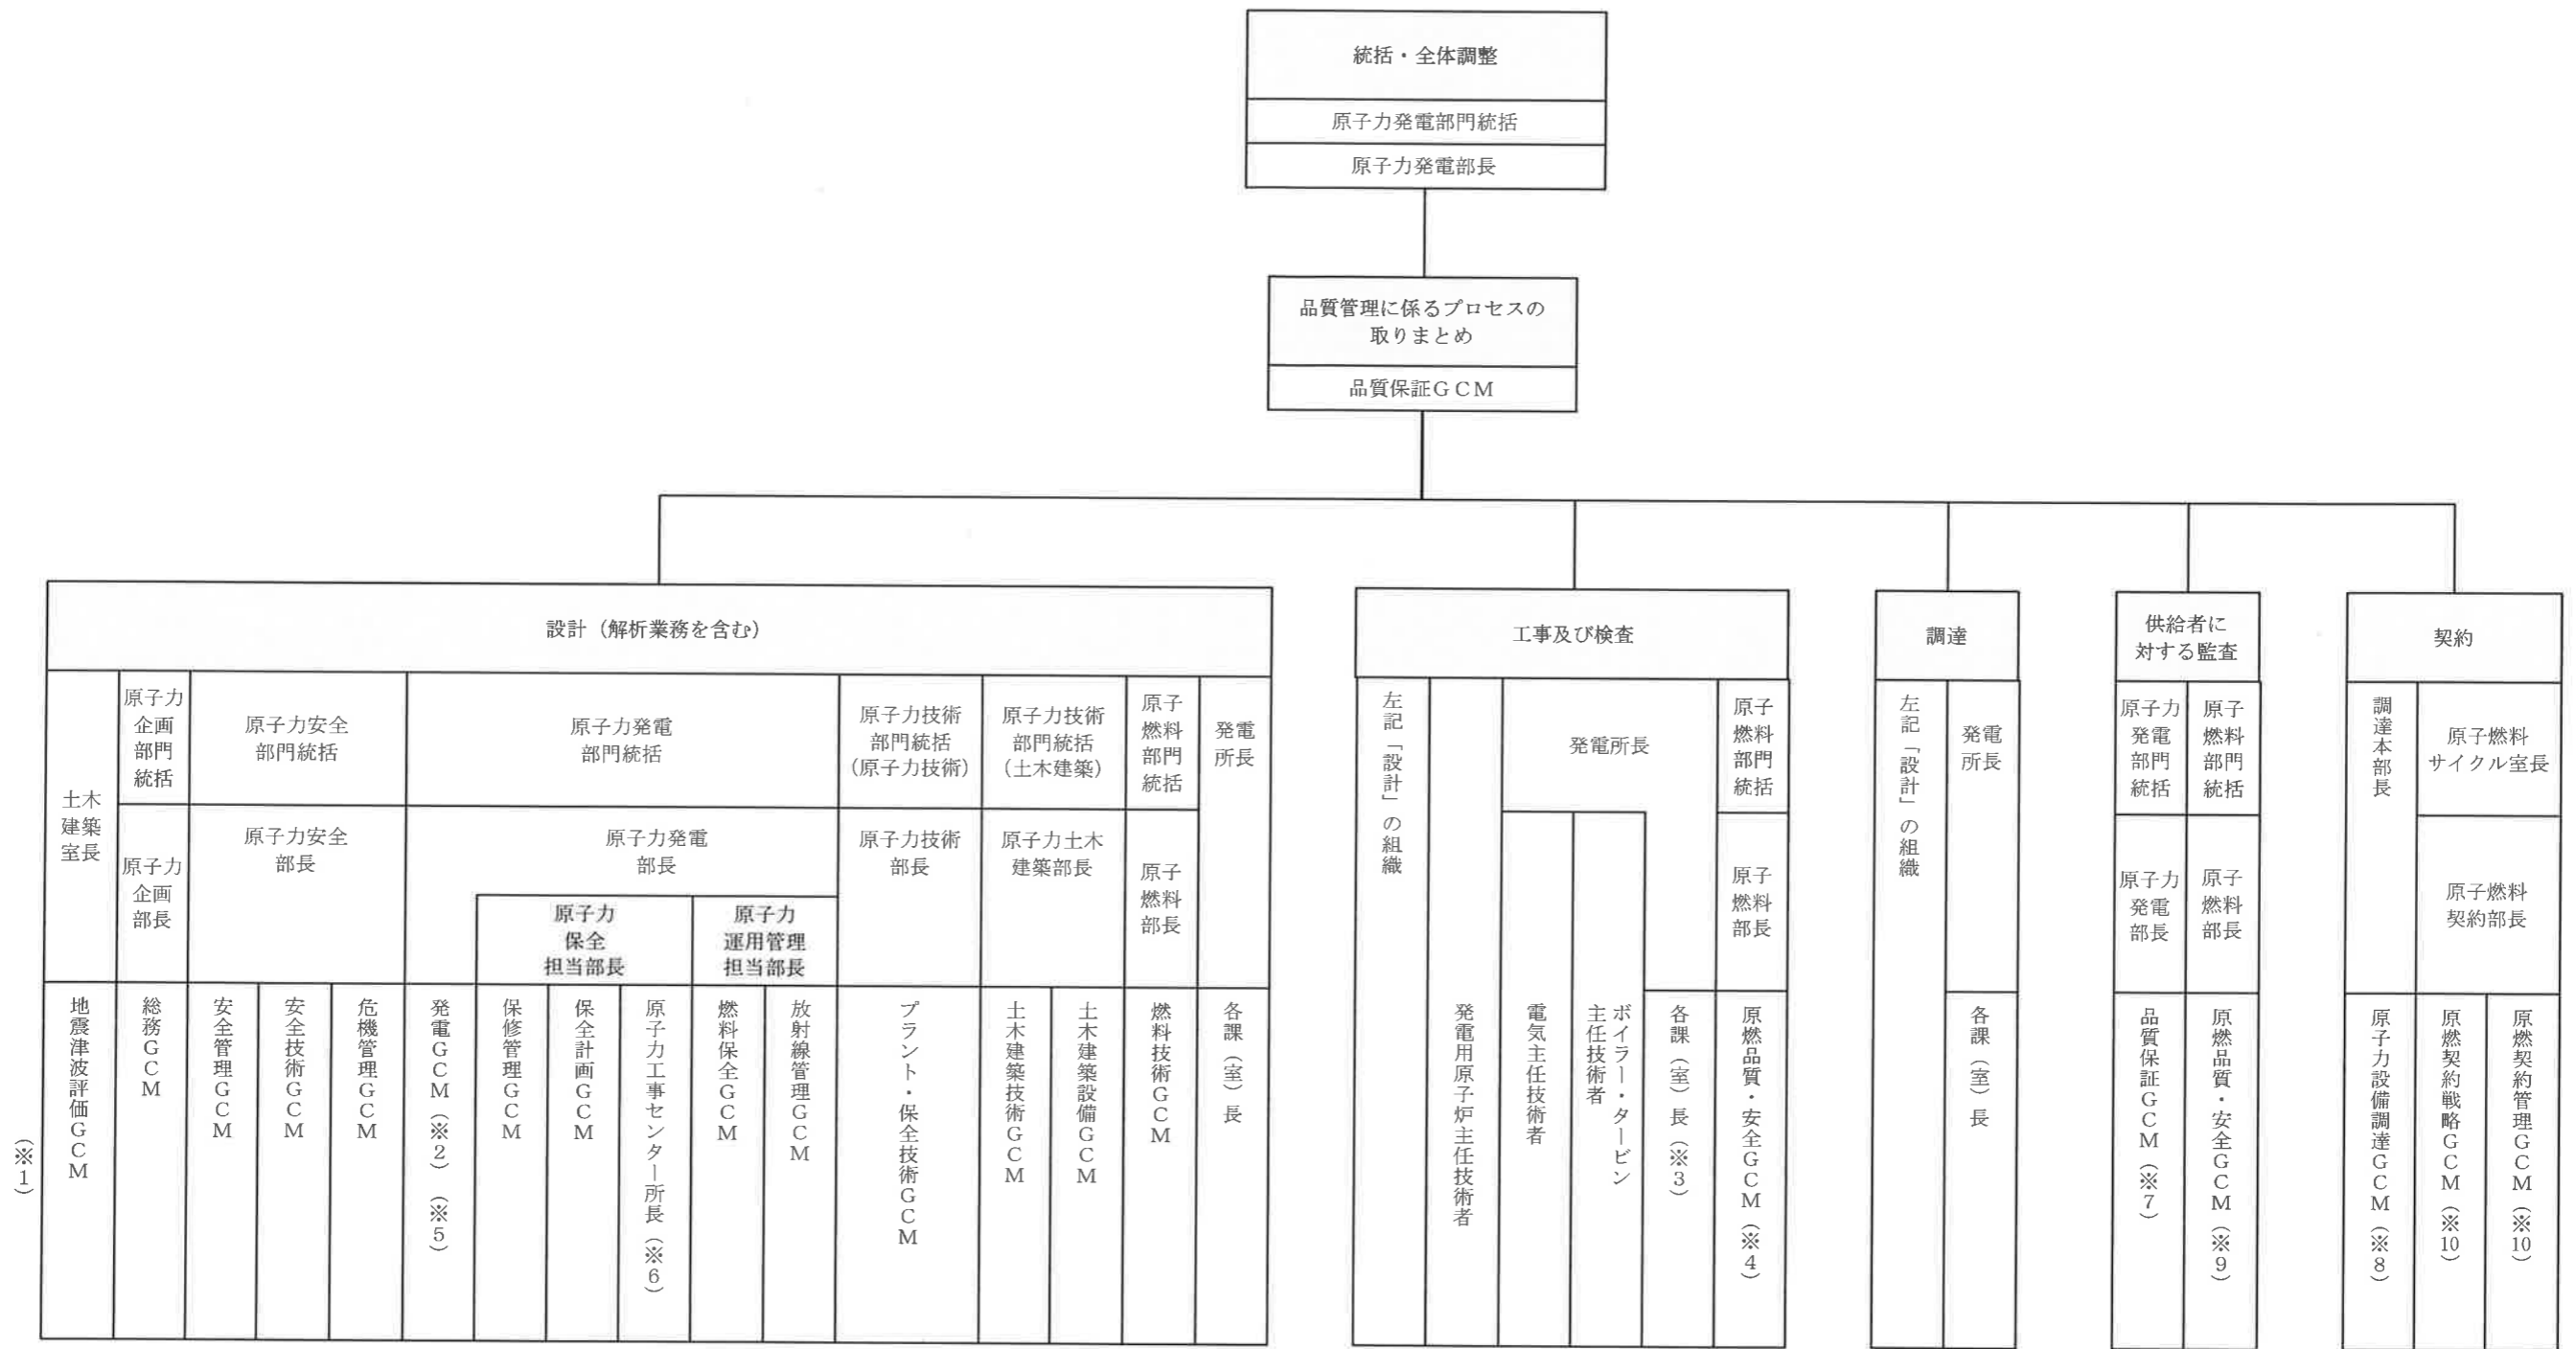 統括・全体調整
原子力発電部門統括
原子力発電部長
品質管理に係るプロセスの
取りまとめ
品質保証GCM
設計（解析業務を含む）
土木
建築
室長
原子力
企画
部門
統括
原子力安全
部門統括
原子力発電
部門統括
原子力技術
部門統括
（原子力技術）
原子力技術
部門統括
（土木建築）
原子
燃料
部門
統括
発電
所長
原子力
企画
部長
原子力安全
部長
原子力発電
部長
原子力
保全
担当部長
原子力
運用管理
担当部長
原子力技術
部長
原子力土木
建築部長
原子
燃料
部長
地震津波評価GCM
（※1）
総務GCM
安全管理GCM
安全技術GCM
危機管理GCM
発電GCM（※2）（※5）
保修管理GCM
保全計画GCM
原子力工事センター所長（※6）
燃料保全GCM
放射線管理GCM
プラント・保全技術GCM
土木建築技術GCM
土木建築設備GCM
燃料技術GCM
各課（室）長
工事及び検査
左記「設計」の組織
発電用原子炉主任技術者
発電所長
電気主任技術者
ボイラー・タービン
主任技術者
各課（室）長（※3）
原子
燃料
部門
統括
原子
燃料
部長
原燃品質・安全GCM（※4）
調達
左記「設計」の組織
発電
所長
各課（室）長
供給者に
対する監査
原子力
発電
部門
統括
原子
燃料
部門
統括
原子力
発電
部長
原子
燃料
部長
品質保証GCM（※7）
原燃品質・安全GCM（※9）
契約
調達本部長
原子燃料
サイクル室長
原子燃料
契約部長
原子力設備調達GCM（※8）
原燃契約戦略GCM（※10）
原燃契約管理GCM（※10）